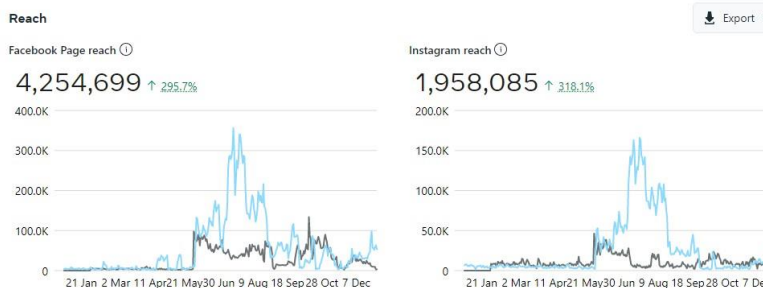 Reach
Export
Facebook Page reach
4,254,699 ↑ 295.7%
400.0K
300.0K
200.0K
100.0K
0
21 Jan 2 Mar 11 Apr21 May30 Jun 9 Aug 18 Sep28 Oct 7 Dec
Instagram reach
1,958,085 ↑ 318.1%
200.0K
150.0K
100.0K
50.0K
0
21 Jan 2 Mar 11 Apr21 May30 Jun 9 Aug 18 Sep28 Oct 7 Dec